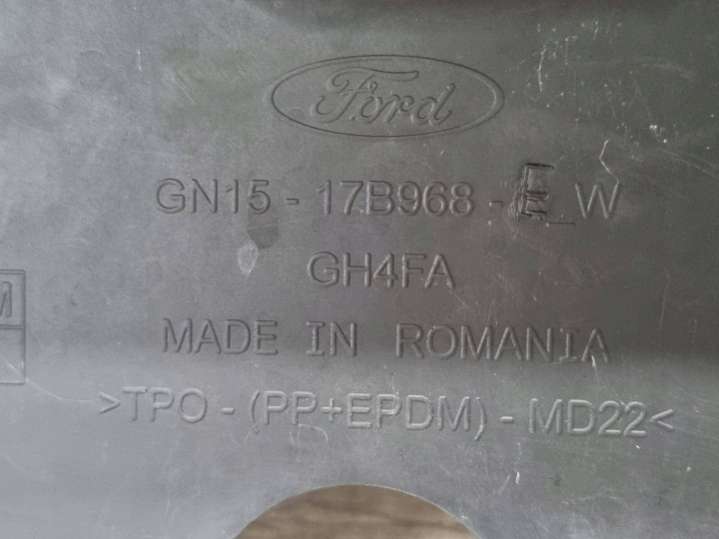 Ford
GN15 - 17B968 - E W
GH4FA
MADE IN ROMANIA
M
>TPO - (PP+EPDM) - MD22<